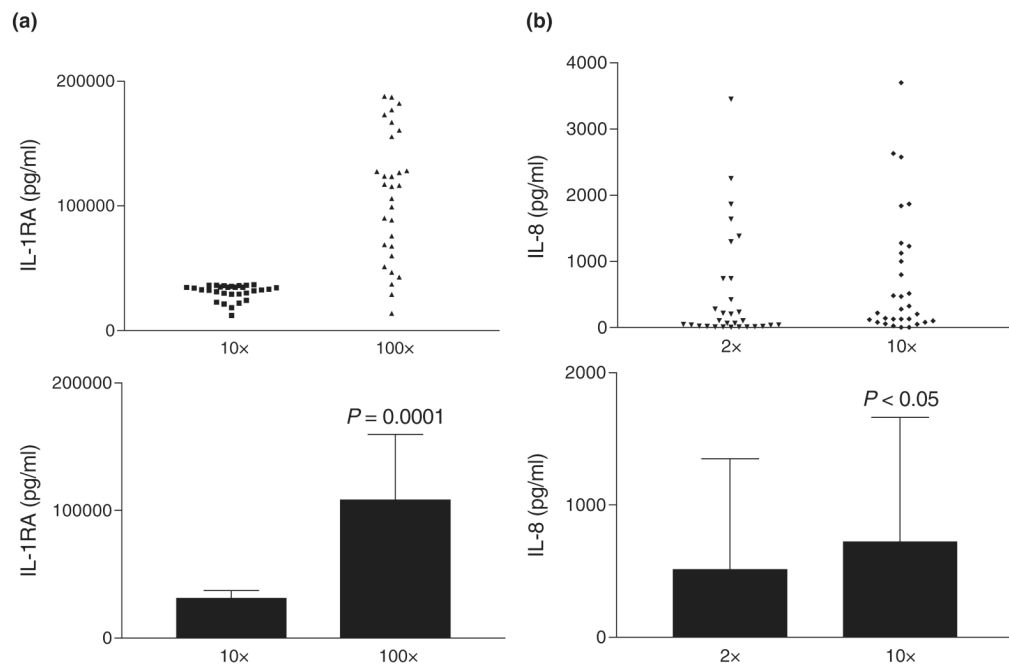 (a)
IL-1RA (pg/ml)
200000
100000
0
10×
100×
IL-1RA (pg/ml)
200000
100000
0
P = 0.0001
10×
100×
(b)
IL-8 (pg/ml)
4000
3000
2000
1000
0
2×
10×
IL-8 (pg/ml)
2000
1000
0
P < 0.05
2×
10×